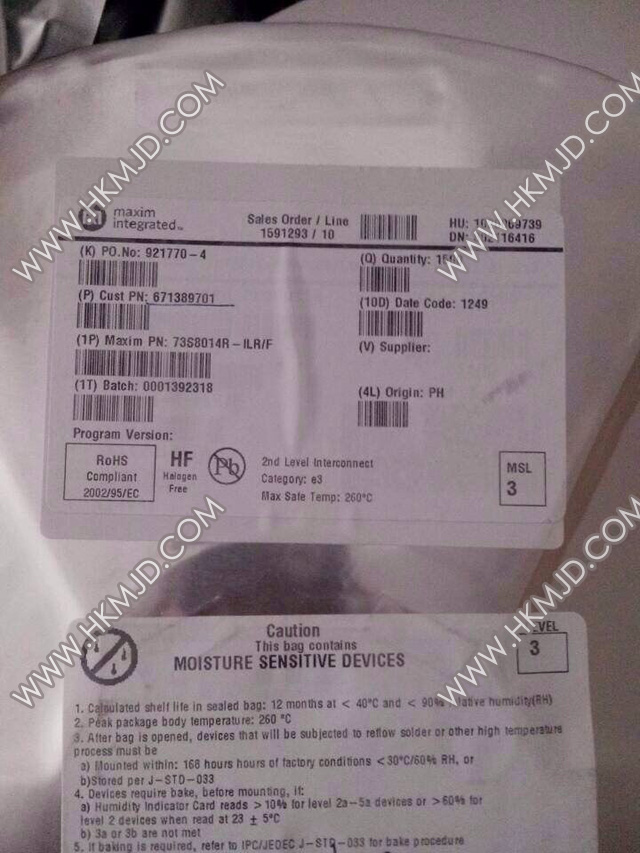 WWW.HKMJD.COM
WWW.HKMJD.COM
maxim
integrated™
Sales Order / Line
1591293 / 10
HU:
DN:
(K) PO.No: 921770-4
(Q) Quantity:
(P) Cust PN: 671389701
(10D) Date Code: 1249
(1P) Maxim PN: 73S8014R-ILR/F
(V) Supplier:
(1T) Batch: 0001392318
(4L) Origin: PH
Program Version:
RoHS
Compliant
2002/95/EC
HF
Halogen
Free
Pb
2nd Level Interconnect
Category: e3
Max Safe Temp: 260°C
MSL
3
WWW.HKMJD.COM
WWW.HKMJD.COM
Caution
This bag contains
MOISTURE SENSITIVE DEVICES
LEVEL
3
1. Calculated shelf life in sealed bag: 12 months at < 40°C and < 90% humidity(RH)
2. Peak package body temperature: 260 °C
3. After bag is opened, devices that will be subjected to reflow solder or other high temperature
process must be
a) Mounted within: 168 hours hours of factory conditions <30°C/60% RH, or
b)Stored per J-STD-033
4. Devices require bake, before mounting, if:
a) Humidity Indicator Card reads > 10% for level 2a-5a devices or >60% for
level 2 devices when read at 23 ± 5°C
b) 3a or 3b are not met
5. If baking is required, refer to IPC/JEDEC J-STD-033 for bake procedure